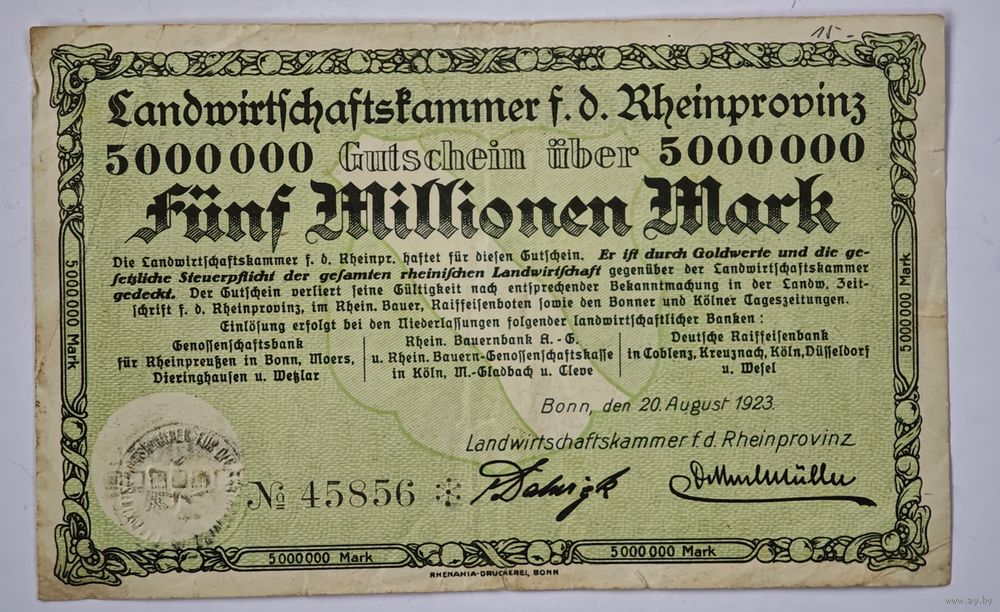 15.-
5000000 Mark
Landwirtschaftskammer f. d. Rheinprovinz
5000000 Gutschein über 5000000
Fünf Millionen Mark
Die Landwirtschaftskammer f. d. Rheinpr. haftet für diesen Gutschein. Er ist durch Goldwerte und die ge-
setzliche Steuerpflicht der gesamten rheinischen Landwirtschaft gegenüber der Landwirtschaftskammer
gedeckt. Der Gutschein verliert seine Gültigkeit nach entsprechender Bekanntmachung in der Landw. Zeit-
schrift f. d. Rheinprovinz, im Rhein. Bauer, Raiffeisenboten sowie den Bonner und Kölner Tageszeitungen.
Einlösung erfolgt bei den Niederlassungen folgender landwirtschaftlicher Banken:
Genossenschaftsbank
für Rheinpreußen in Bonn, Moers,
Dieringhausen u. Wetzlar
Rhein. Bauernbank A.-G.
u. Rhein. Bauern-Genossenschaftskasse
in Köln, M.-Gladbach u. Cleve
Deutsche Raiffeisenbank
in Coblenz, Kreuznach, Köln, Düsseldorf
u. Wesel
5000000 Mark
Bonn, den 20. August 1923.
Landwirtschaftskammer f. d. Rheinprovinz
№ 45856
5000000 Mark
5000000 Mark
RHENANIA-DRUCKEREI, BONN
www.ay.by